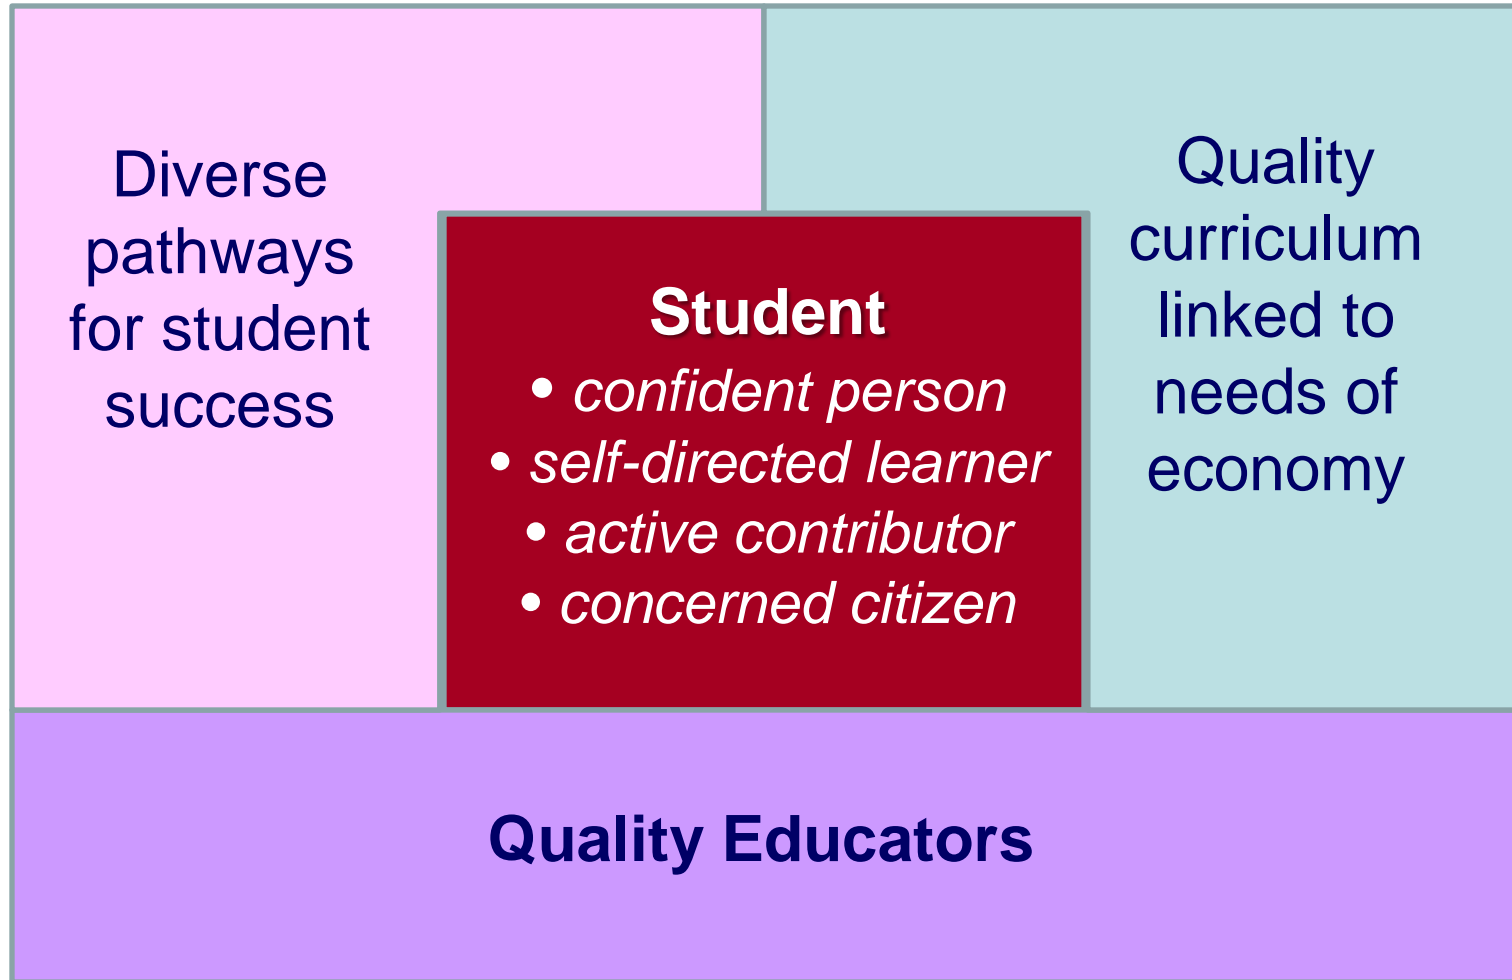 Diverse
pathways
for student
success
Quality
curriculum
linked to
needs of
economy
Student
• confident person
• self-directed learner
• active contributor
• concerned citizen
Quality Educators